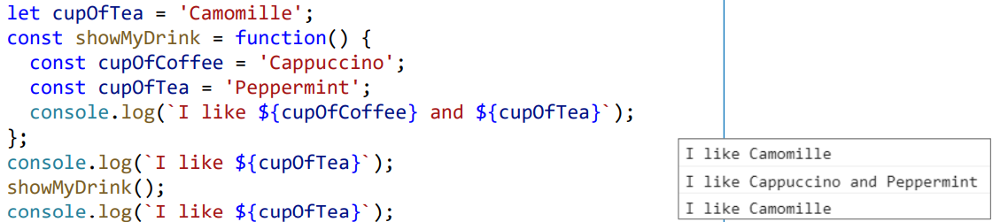 let cupOfTea = 'Camomille';
const showMyDrink = function() {
  const cupOfCoffee = 'Cappuccino';
  const cupOfTea = 'Peppermint';
  console.log(`I like ${cupOfCoffee} and ${cupOfTea}`);
};
console.log(`I like ${cupOfTea}`);
showMyDrink();
console.log(`I like ${cupOfTea}`);
I like Camomille
I like Cappuccino and Peppermint
I like Camomille